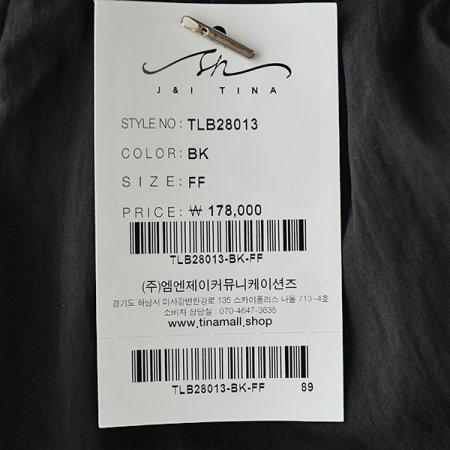 J & I TINA
STYLE NO : TLB28013
COLOR : BK
SIZE : FF
PRICE : ₩ 178,000
TLB28013-BK-FF
(주)엠엔제이커뮤니케이션즈
경기도 하남시 미사강변한강로 135 스카이폴리스 나동 713-4호
소비자 상담실 : 070-4647-3635
www.tinamall.shop
TLB28013-BK-FF 89